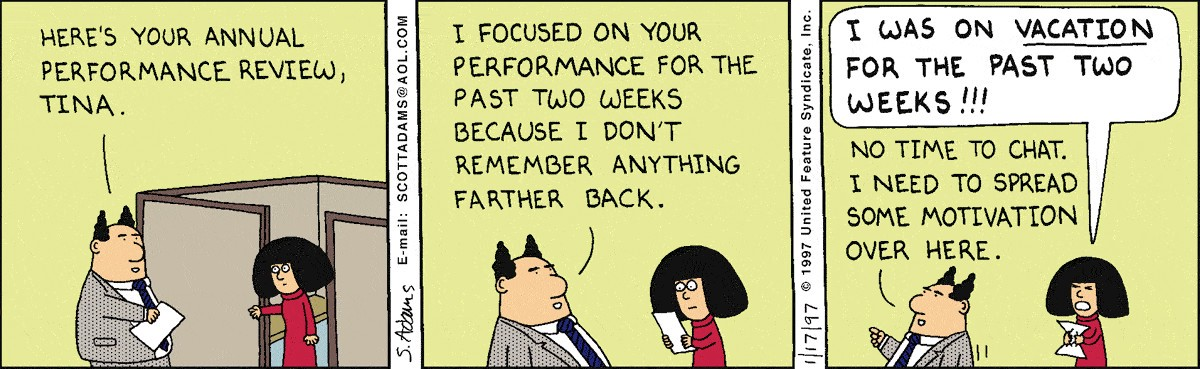 HERE'S YOUR ANNUAL
PERFORMANCE REVIEW,
TINA.
S. Adams
E-mail: SCOTTADAMS@AOL.COM
I FOCUSED ON YOUR
PERFORMANCE FOR THE
PAST TWO WEEKS
BECAUSE I DON'T
REMEMBER ANYTHING
FARTHER BACK.
1/17/97 © 1997 United Feature Syndicate, Inc.
I WAS ON VACATION
FOR THE PAST TWO
WEEKS!!!
NO TIME TO CHAT.
I NEED TO SPREAD
SOME MOTIVATION
OVER HERE.